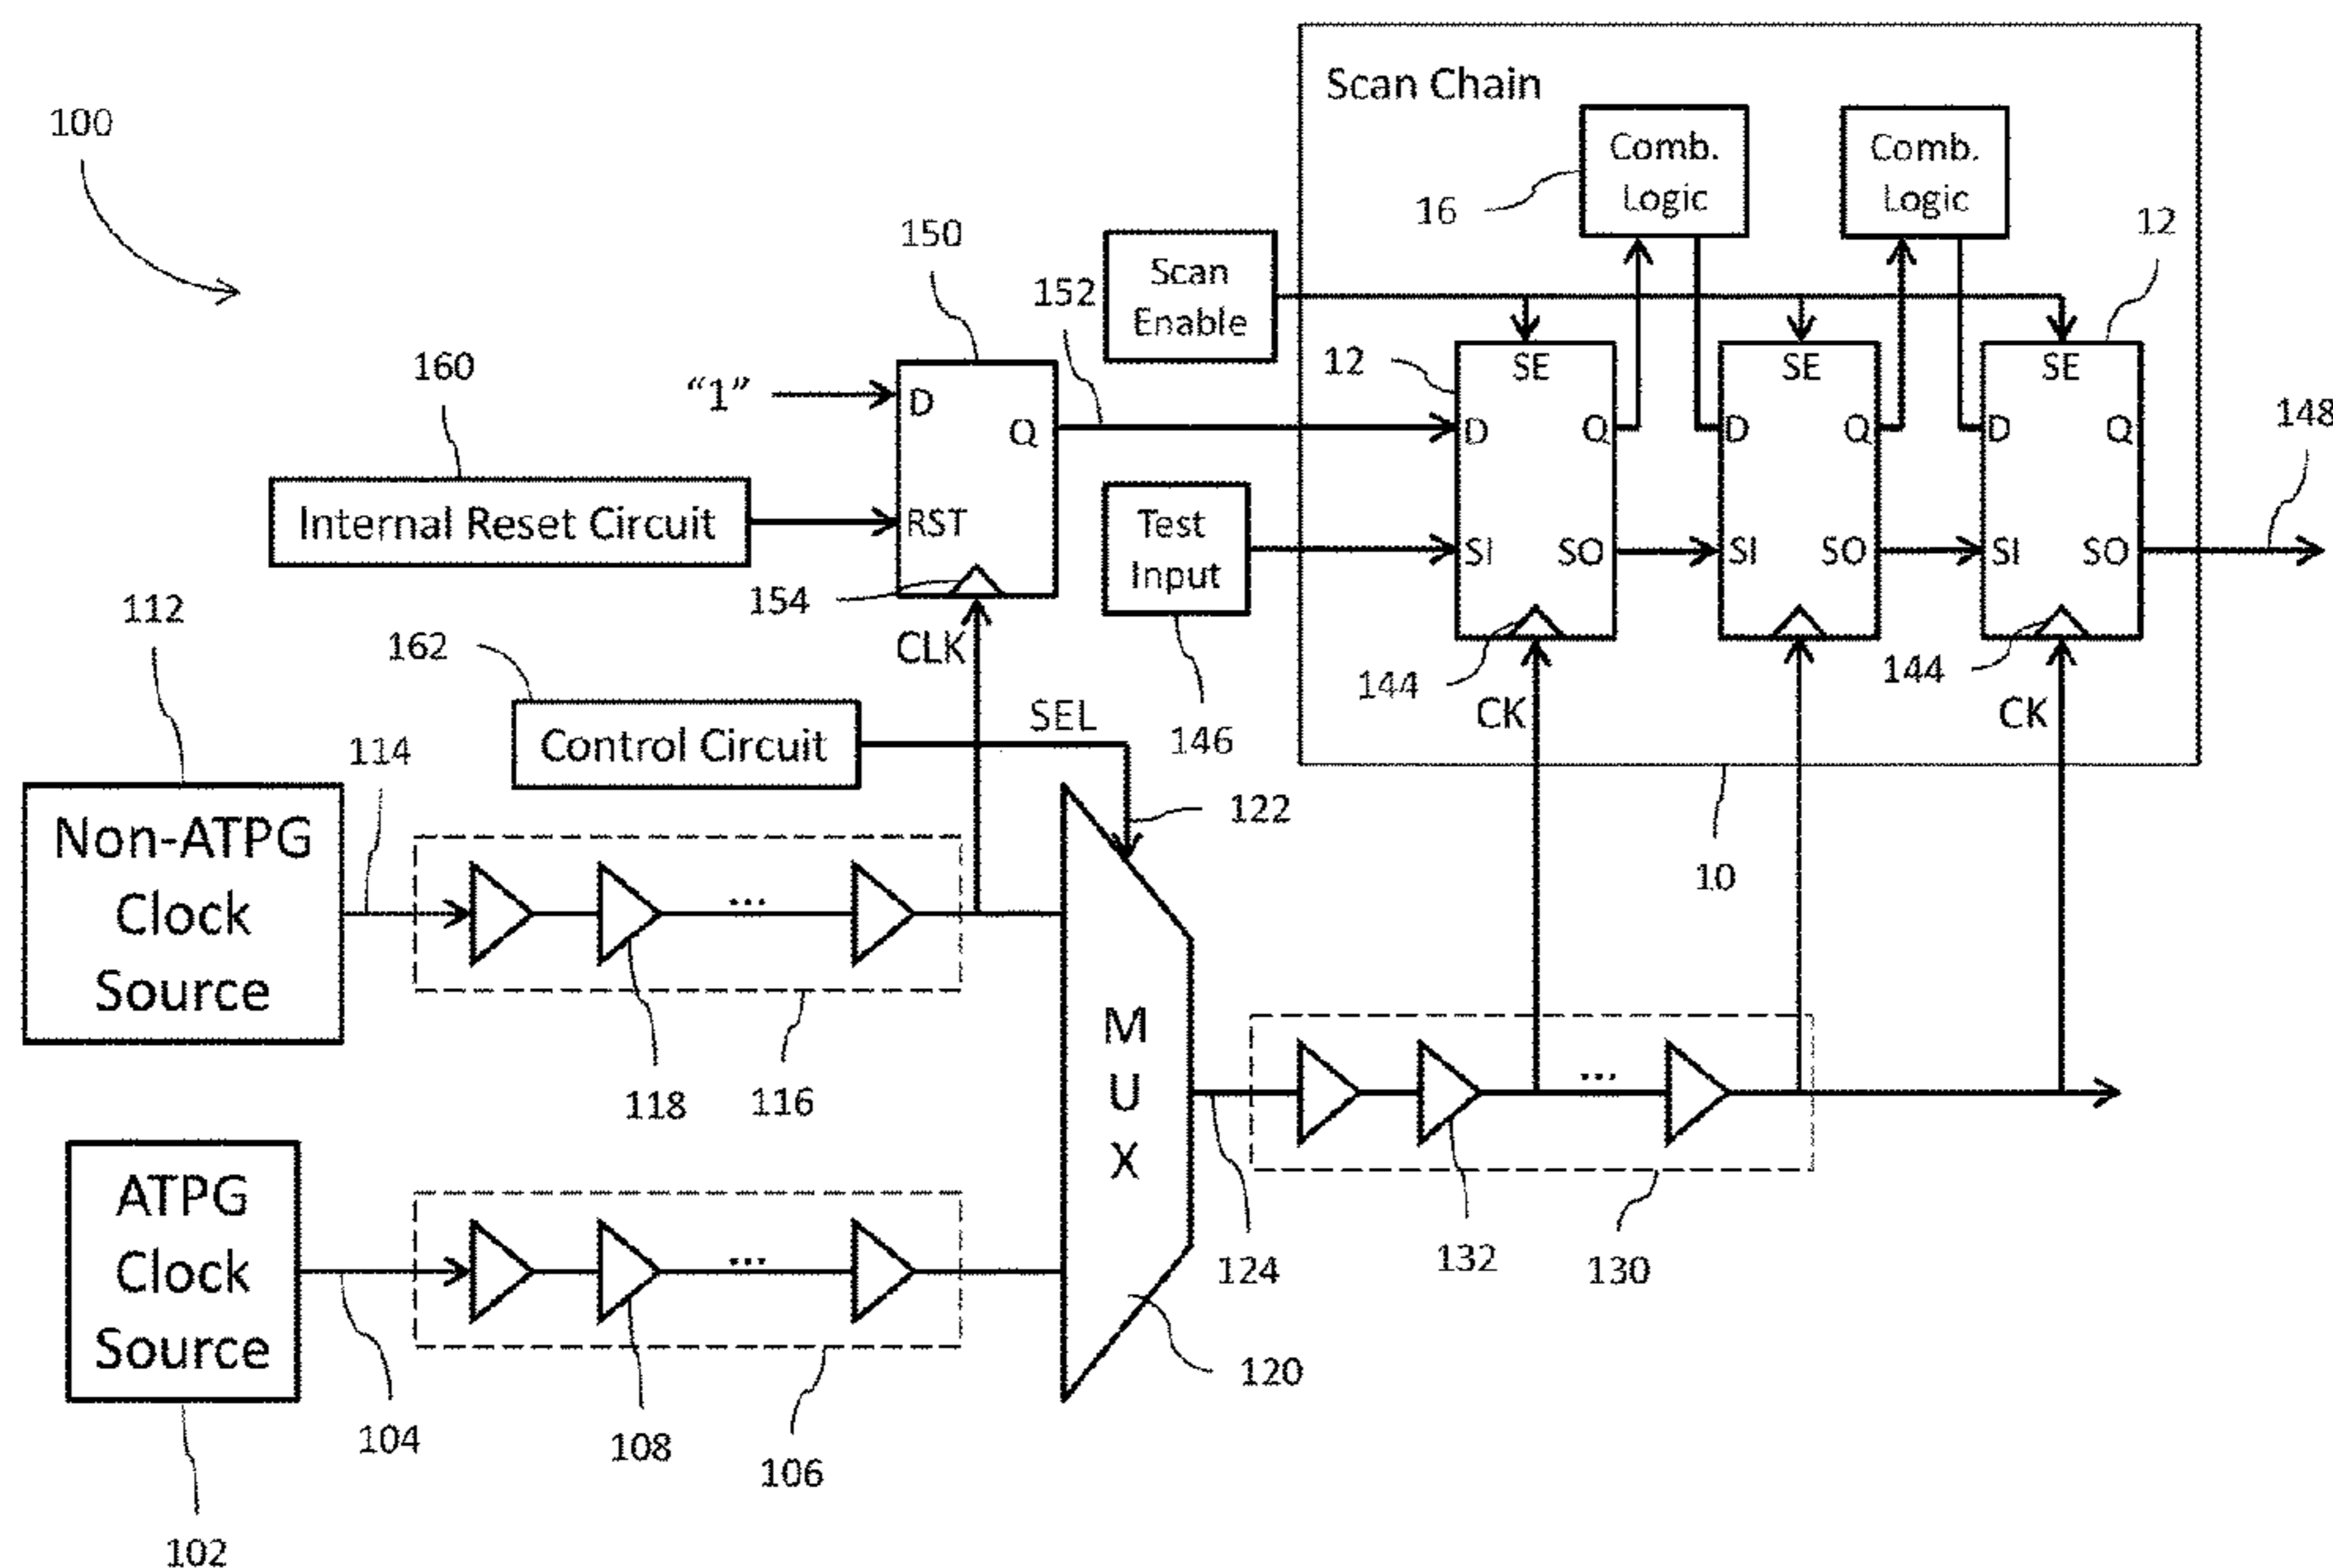 100
Scan Chain
Comb.
Logic
Comb.
Logic
16
12
150
152
Scan
Enable
12
SE
SE
SE
160
"1"
D
Q
D
Q
D
Q
D
Q
148
Internal Reset Circuit
RST
Test
Input
SI
SO
SI
SO
SI
SO
154
CLK
112
162
144
144
CK
CK
146
SEL
Control Circuit
114
122
10
Non-ATPG
Clock
Source
...
118
116
M
U
X
...
132
130
124
120
ATPG
Clock
Source
...
104
108
106
102